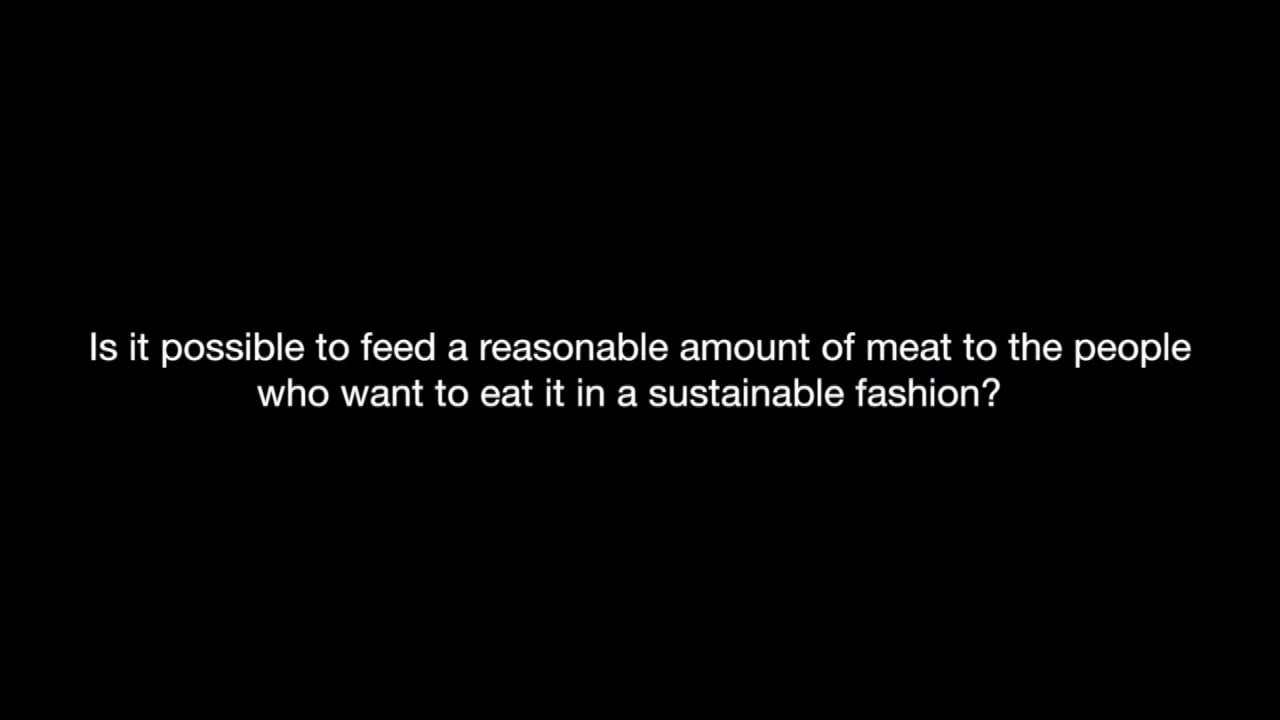 Is it possible to feed a reasonable amount of meat to the people
who want to eat it in a sustainable fashion?